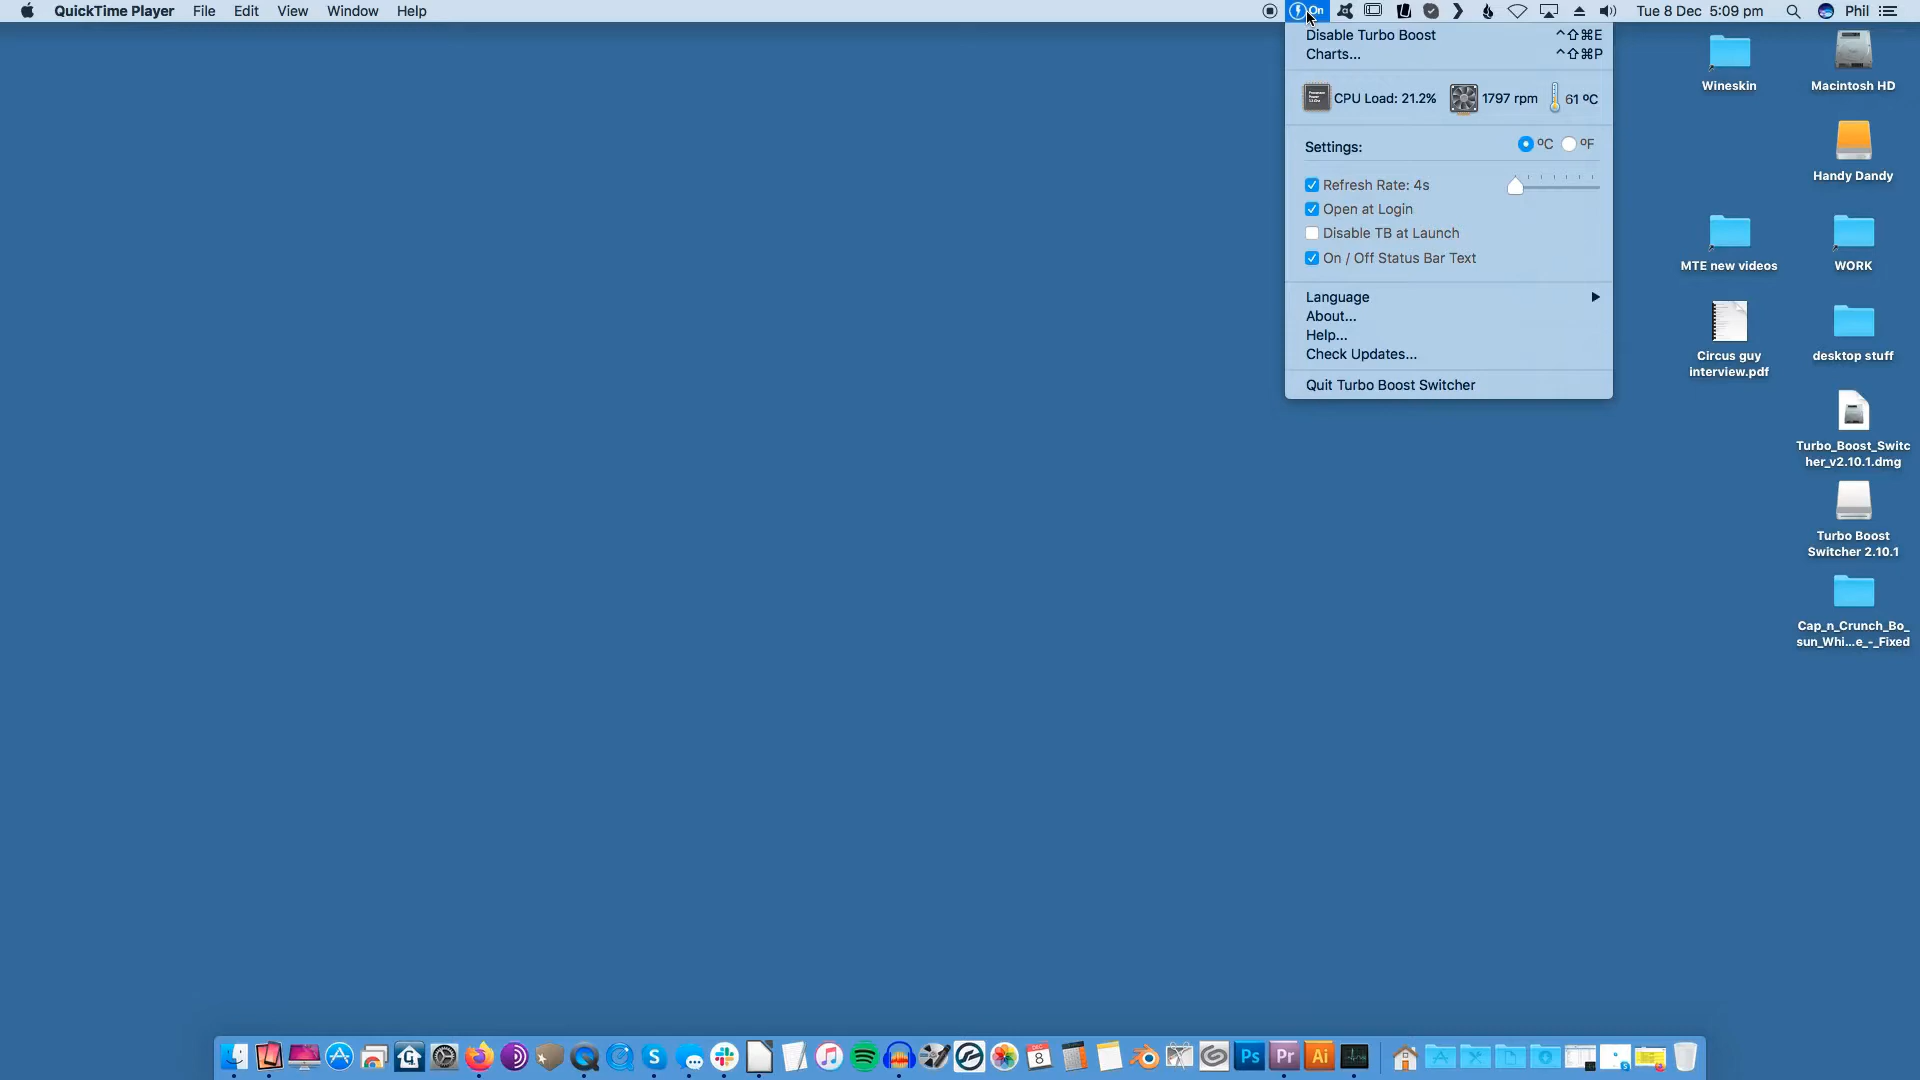 QuickTime Player File Edit View Window Help On Tue 8 Dec 5:09 pm Phil
Disable Turbo Boost ⌃⇧⌘E
Charts... ⌃⇧⌘P
CPU Load: 21.2% 1797 rpm 61 ºC
Settings: ºC ºF
Refresh Rate: 4s
Open at Login
Disable TB at Launch
On / Off Status Bar Text
Language
About...
Help...
Check Updates...
Quit Turbo Boost Switcher
Wineskin
Macintosh HD
Handy Dandy
MTE new videos
WORK
Circus guy
interview.pdf
desktop stuff
Turbo_Boost_Switc
her_v2.10.1.dmg
Turbo Boost
Switcher 2.10.1
Cap_n_Crunch_Bo_
sun_Whi...e_-_Fixed
DEC
8
Ps Pr Ai